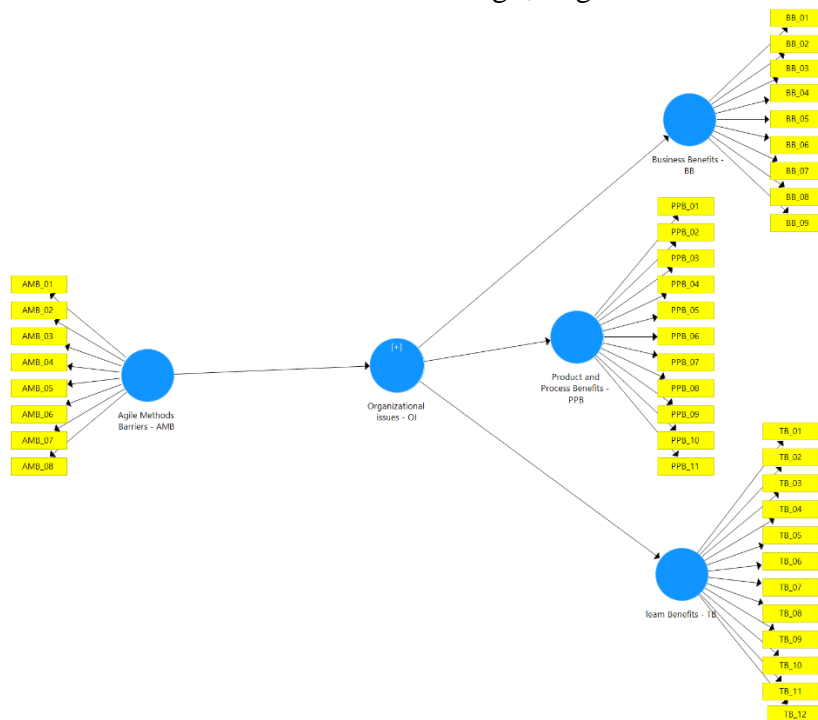 BB_01
BB_02
BB_03
BB_04
BB_05
BB_06
BB_07
BB_08
BB_09
Business Benefits -
BB
PPB_01
PPB_02
PPB_03
PPB_04
PPB_05
PPB_06
PPB_07
PPB_08
PPB_09
PPB_10
PPB_11
Product and
Process Benefits -
PPB
AMB_01
AMB_02
AMB_03
AMB_04
AMB_05
AMB_06
AMB_07
AMB_08
Agile Methods
Barriers - AMB
[+]
Organizational
issues - OI
TB_01
TB_02
TB_03
TB_04
TB_05
TB_06
TB_07
TB_08
TB_09
TB_10
TB_11
TB_12
Team Benefits - TB